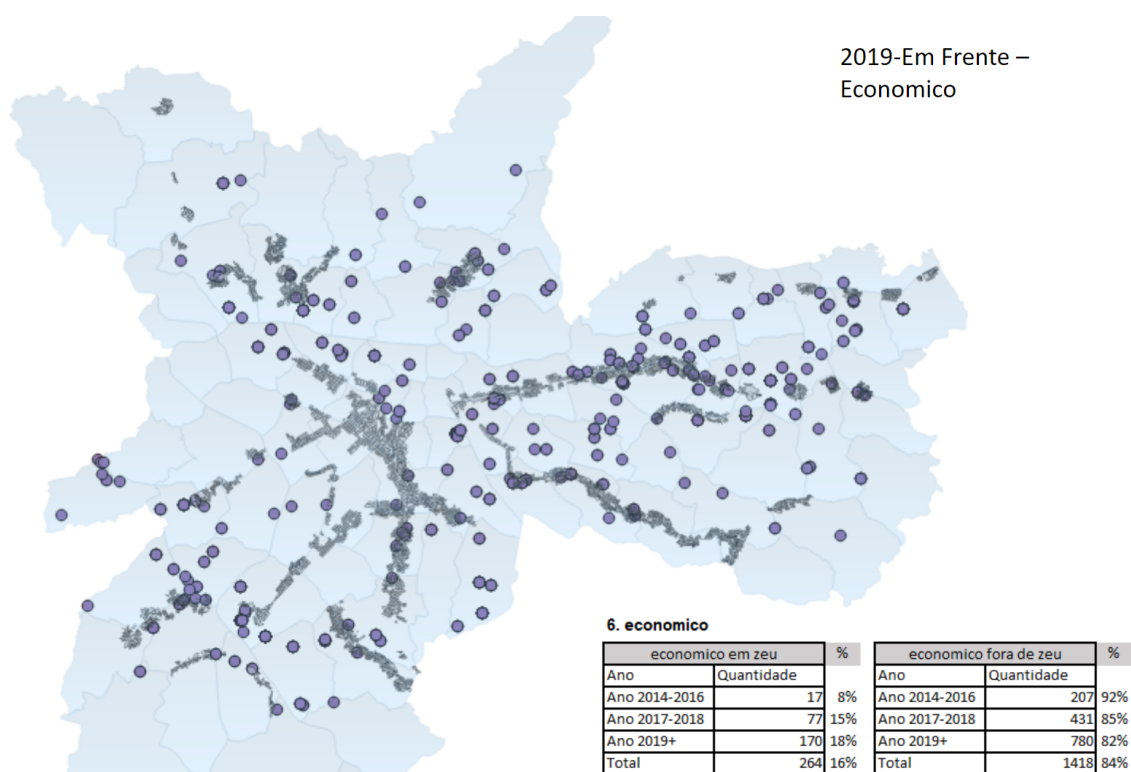 2019-Em Frente –
Economico
6. economico
economico em zeu %
Ano Quantidade
Ano 2014-2016 17 8%
Ano 2017-2018 77 15%
Ano 2019+ 170 18%
Total 264 16%
economico fora de zeu %
Ano Quantidade
Ano 2014-2016 207 92%
Ano 2017-2018 431 85%
Ano 2019+ 780 82%
Total 1418 84%